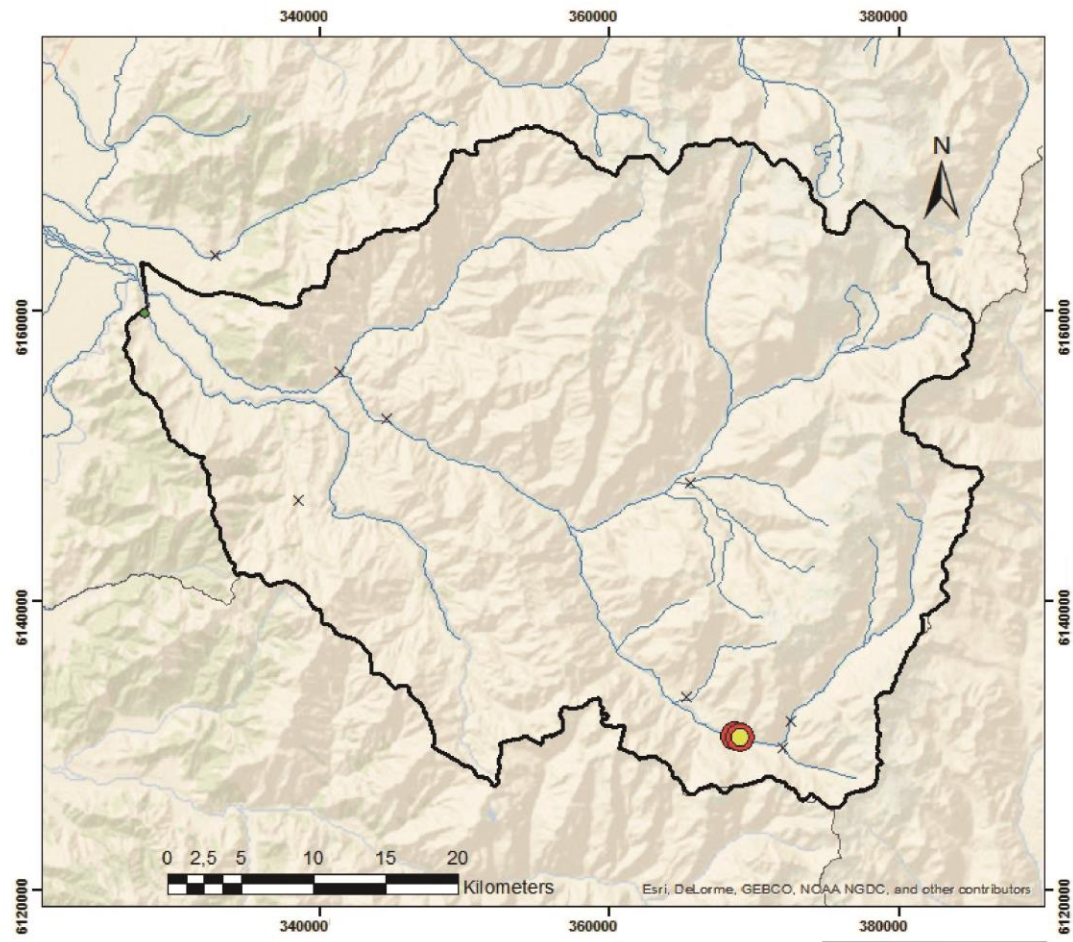 340000 360000 380000
N
6160000 6160000
6140000 6140000
0 2,5 5 10 15 20
Kilometers
Esri, DeLorme, GEBCO, NOAA NGDC, and other contributors
6120000 6120000
340000 360000 380000